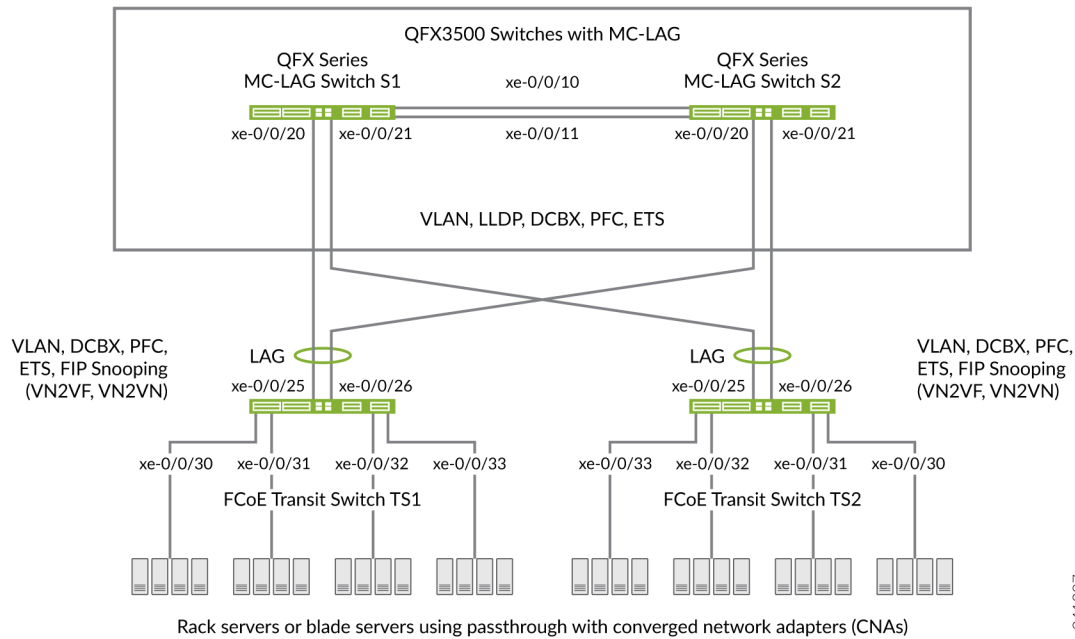 QFX3500 Switches with MC-LAG
QFX Series
MC-LAG Switch S1
QFX Series
MC-LAG Switch S2
xe-0/0/10
xe-0/0/20
xe-0/0/21
xe-0/0/11
xe-0/0/20
xe-0/0/21
VLAN, LLDP, DCBX, PFC, ETS
VLAN, DCBX, PFC,
ETS, FIP Snooping
(VN2VF, VN2VN)
LAG
xe-0/0/25
xe-0/0/26
LAG
xe-0/0/25
xe-0/0/26
VLAN, DCBX, PFC,
ETS, FIP Snooping
(VN2VF, VN2VN)
xe-0/0/30
xe-0/0/31
xe-0/0/32
xe-0/0/33
xe-0/0/33
xe-0/0/32
xe-0/0/31
xe-0/0/30
FCoE Transit Switch TS1
FCoE Transit Switch TS2
Rack servers or blade servers using passthrough with converged network adapters (CNAs)